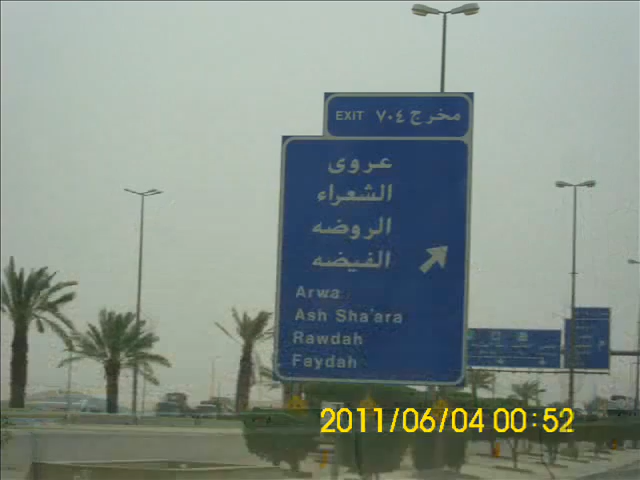 EXIT مخرج ٧٠٤
عروى
الشعراء
الروضه
الفيضه
Arwa
Ash Sha'ara
Rawdah
Faydah
2011/06/04 00:52